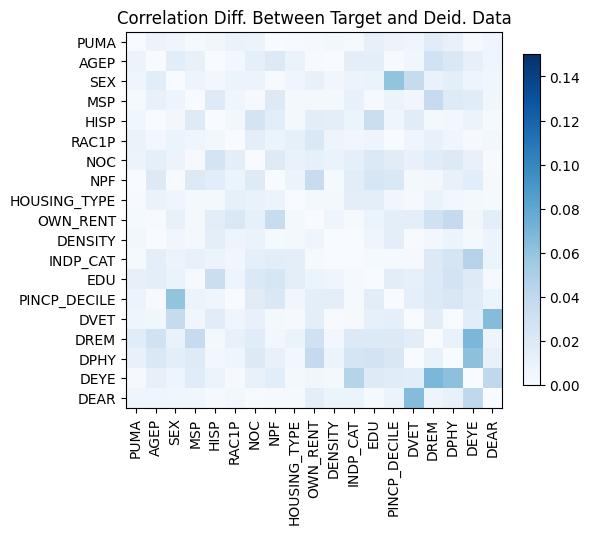 Correlation Diff. Between Target and Deid. Data
PUMA
AGEP
SEX
MSP
HISP
RAC1P
NOC
NPF
HOUSING_TYPE
OWN_RENT
DENSITY
INDP_CAT
EDU
PINCP_DECILE
DVET
DREM
DPHY
DEYE
DEAR
PUMA
AGEP
SEX
MSP
HISP
RAC1P
NOC
NPF
HOUSING_TYPE
OWN_RENT
DENSITY
INDP_CAT
EDU
PINCP_DECILE
DVET
DREM
DPHY
DEYE
DEAR
0.14
0.12
0.10
0.08
0.06
0.04
0.02
0.00